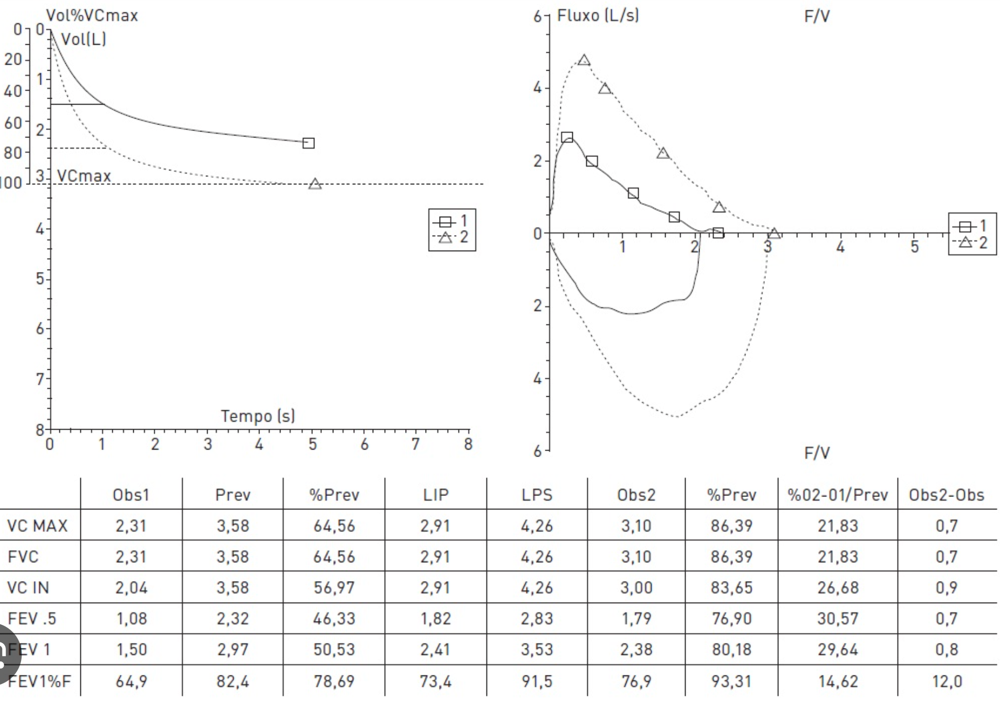 Vol%VCmax
Vol(L)
0
20
40
60
80
100
0
1
2
3
4
5
6
7
8
VCmax
1
2
Tempo (s)
0 1 2 3 4 5 6 7 8
Fluxo (L/s)
F/V
6
4
2
0
2
4
6
1 2 3 4 5
1
2
F/V
Obs1 Prev %Prev LIP LPS Obs2 %Prev %02-01/Prev Obs2-Obs
VC MAX 2,31 3,58 64,56 2,91 4,26 3,10 86,39 21,83 0,7
FVC 2,31 3,58 64,56 2,91 4,26 3,10 86,39 21,83 0,7
VC IN 2,04 3,58 56,97 2,91 4,26 3,00 83,65 26,68 0,9
FEV .5 1,08 2,32 46,33 1,82 2,83 1,79 76,90 30,57 0,7
FEV 1 1,50 2,97 50,53 2,41 3,53 2,38 80,18 29,64 0,8
FEV1%F 64,9 82,4 78,69 73,4 91,5 76,9 93,31 14,62 12,0